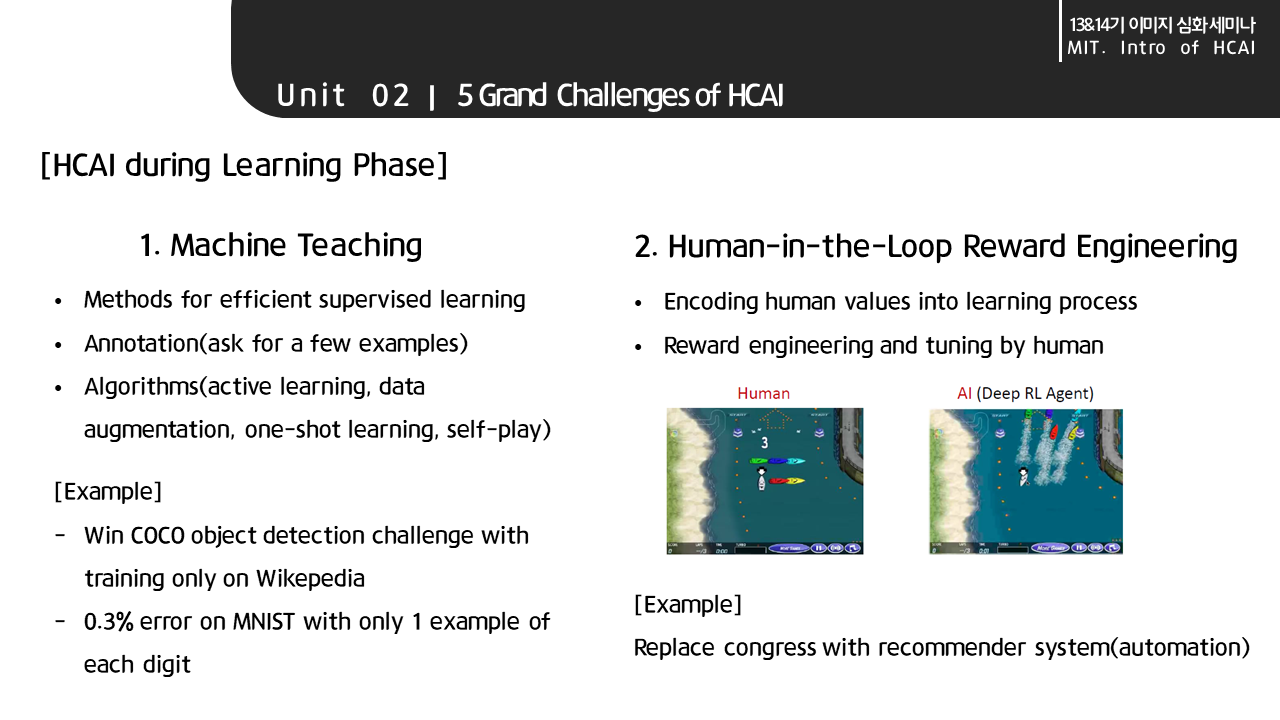 13&14기 이미지 심화세미나
MIT. Intro of HCAI
Unit 02 | 5 Grand Challenges of HCAI
[HCAI during Learning Phase]
1. Machine Teaching
• Methods for efficient supervised learning
• Annotation(ask for a few examples)
• Algorithms(active learning, data
augmentation, one-shot learning, self-play)
[Example]
- Win COCO object detection challenge with
training only on Wikepedia
- 0.3% error on MNIST with only 1 example of
each digit
2. Human-in-the-Loop Reward Engineering
• Encoding human values into learning process
• Reward engineering and tuning by human
Human
3
AI (Deep RL Agent)
[Example]
Replace congress with recommender system(automation)